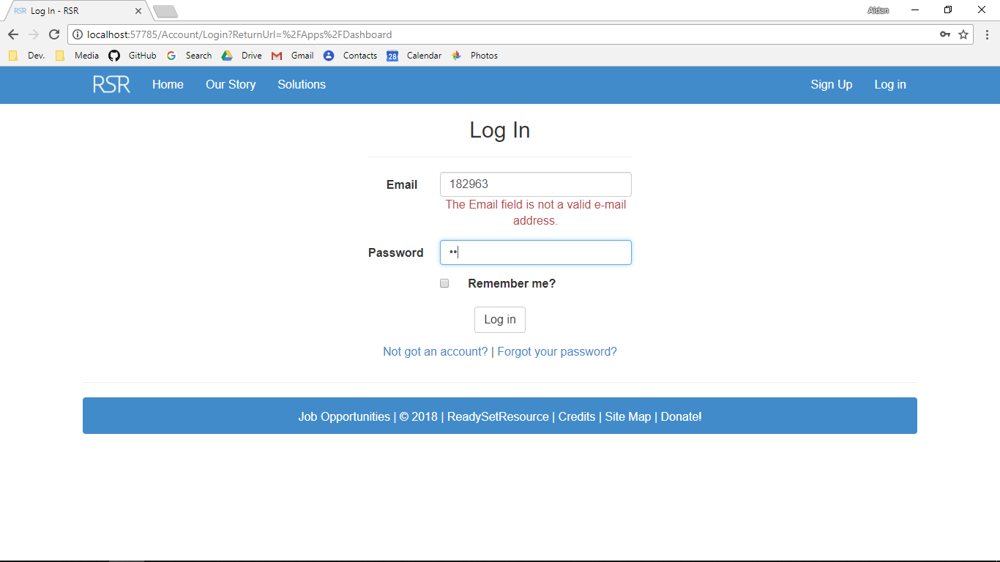 RSR Log In - RSR
Aidan
localhost:57785/Account/Login?ReturnUrl=%2FApps%2FDashboard
Dev. Media GitHub Search Drive Gmail Contacts 28 Calendar Photos
RSR Home Our Story Solutions Sign Up Log in
Log In
Email 182963
The Email field is not a valid e-mail
address.
Password ••
Remember me?
Log in
Not got an account? | Forgot your password?
Job Opportunities | © 2018 | ReadySetResource | Credits | Site Map | Donate!